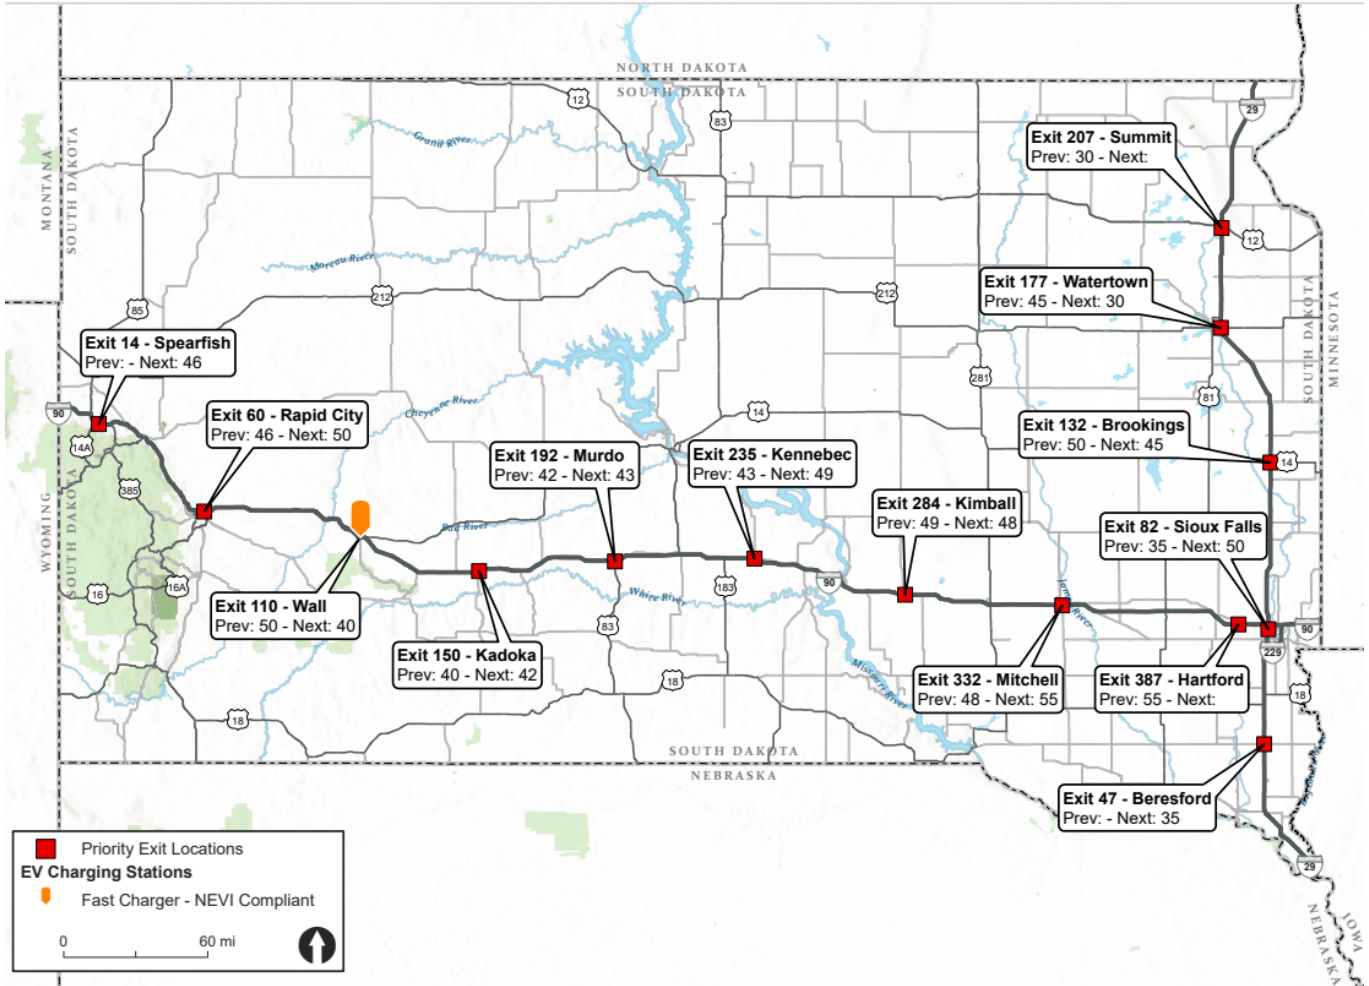 NORTH DAKOTA
SOUTH DAKOTA
12
83
29
Grand River
Exit 207 - Summit
Prev: 30 - Next:
MONTANA
SOUTH DAKOTA
12
Moreau River
212
212
85
Exit 177 - Watertown
Prev: 45 - Next: 30
SOUTH DAKOTA
MINNESOTA
Exit 14 - Spearfish
Prev: - Next: 46
281
81
90
Cheyenne River
14
Exit 60 - Rapid City
Prev: 46 - Next: 50
Exit 132 - Brookings
Prev: 50 - Next: 45
14
14A
385
Exit 192 - Murdo
Prev: 42 - Next: 43
Exit 235 - Kennebec
Prev: 43 - Next: 49
Exit 284 - Kimball
Prev: 49 - Next: 48
Exit 82 - Sioux Falls
Prev: 35 - Next: 50
WYOMING
SOUTH DAKOTA
Bad River
16
16A
Exit 110 - Wall
Prev: 50 - Next: 40
White River
183
90
James River
83
90
229
Exit 150 - Kadoka
Prev: 40 - Next: 42
Missouri River
Exit 332 - Mitchell
Prev: 48 - Next: 55
Exit 387 - Hartford
Prev: 55 - Next:
18
18
18
SOUTH DAKOTA
NEBRASKA
Exit 47 - Beresford
Prev: - Next: 35
29
NEBRASKA
IOWA
Priority Exit Locations
EV Charging Stations
Fast Charger - NEVI Compliant
0
60 mi